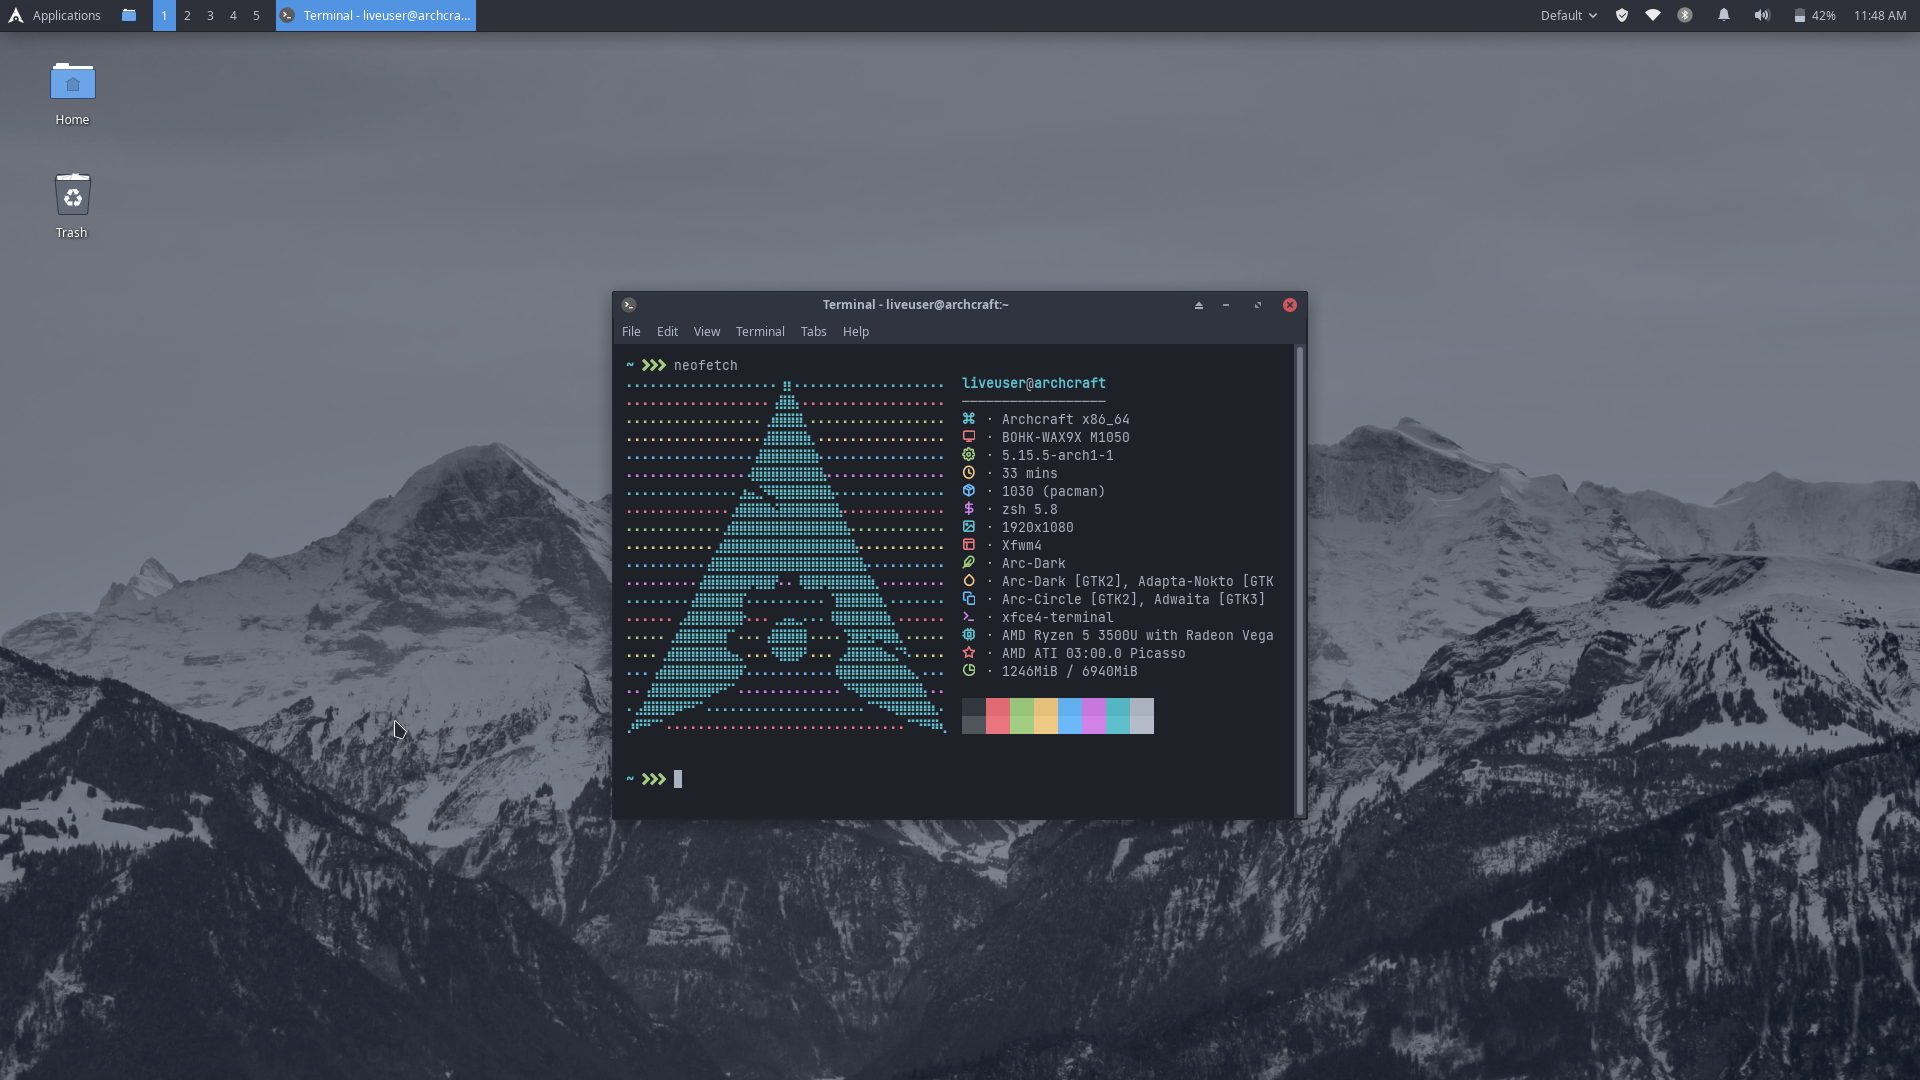 Applications 1 2 3 4 5 Terminal - liveuser@archcra... Default 42% 11:48 AM
Home
Trash
Terminal - liveuser@archcraft:~
File Edit View Terminal Tabs Help
~ neofetch
liveuser@archcraft
· Archcraft x86_64
· BOHK-WAX9X M1050
· 5.15.5-arch1-1
· 33 mins
· 1030 (pacman)
· zsh 5.8
· 1920x1080
· Xfwm4
· Arc-Dark
· Arc-Dark [GTK2], Adapta-Nokto [GTK
· Arc-Circle [GTK2], Adwaita [GTK3]
· xfce4-terminal
· AMD Ryzen 5 3500U with Radeon Vega
· AMD ATI 03:00.0 Picasso
· 1246MiB / 6940MiB
~